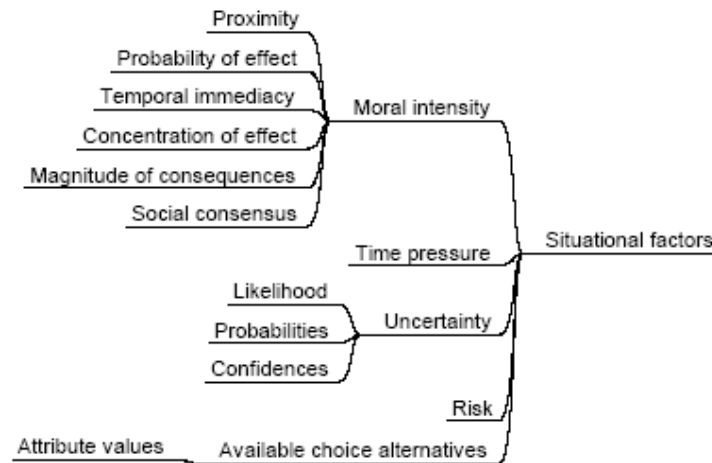 Proximity
Probability of effect
Temporal immediacy
Moral intensity
Concentration of effect
Magnitude of consequences
Social consensus
Situational factors
Time pressure
Likelihood
Uncertainty
Probabilities
Confidences
Risk
Attribute values
Available choice alternatives